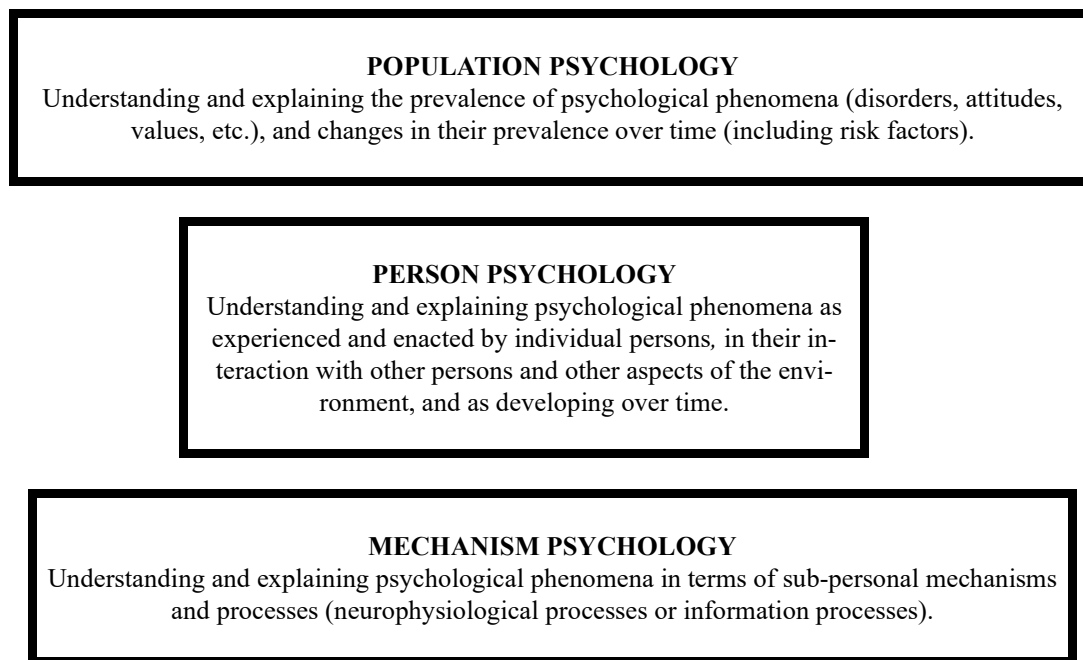 POPULATION PSYCHOLOGY
Understanding and explaining the prevalence of psychological phenomena (disorders, attitudes,
values, etc.), and changes in their prevalence over time (including risk factors).
PERSON PSYCHOLOGY
Understanding and explaining psychological phenomena as
experienced and enacted by individual persons, in their in-
teraction with other persons and other aspects of the envi-
ronment, and as developing over time.
MECHANISM PSYCHOLOGY
Understanding and explaining psychological phenomena in terms of sub-personal mechanisms
and processes (neurophysiological processes or information processes).